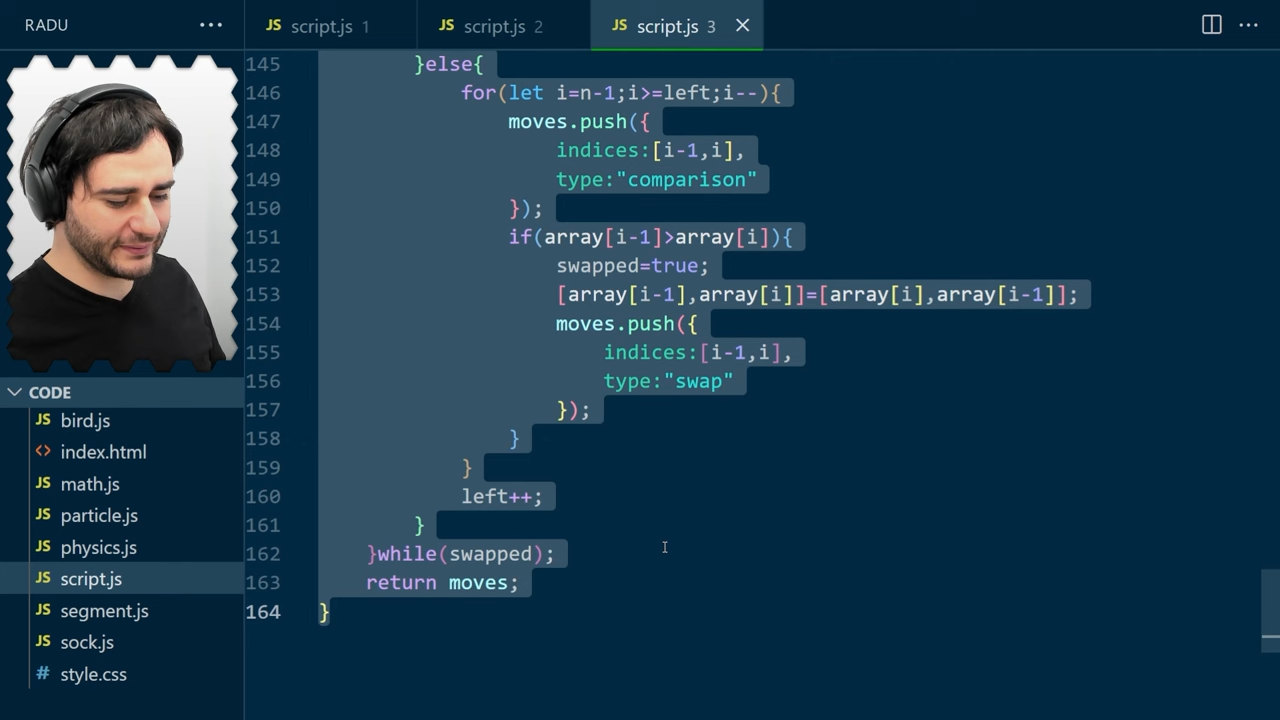 RADU
script.js 1
script.js 2
script.js 3
CODE
JS bird.js
<> index.html
JS math.js
JS particle.js
JS physics.js
JS script.js
JS segment.js
JS sock.js
# style.css
145 }else{
146 for(let i=n-1;i>=left;i--){
147 moves.push({
148 indices:[i-1,i],
149 type:"comparison"
150 });
151 if(array[i-1]>array[i]){
152 swapped=true;
153 [array[i-1],array[i]]=[array[i],array[i-1]];
154 moves.push({
155 indices:[i-1,i],
156 type:"swap"
157 });
158 }
159 }
160 left++;
161 }
162 }while(swapped);
163 return moves;
164 }